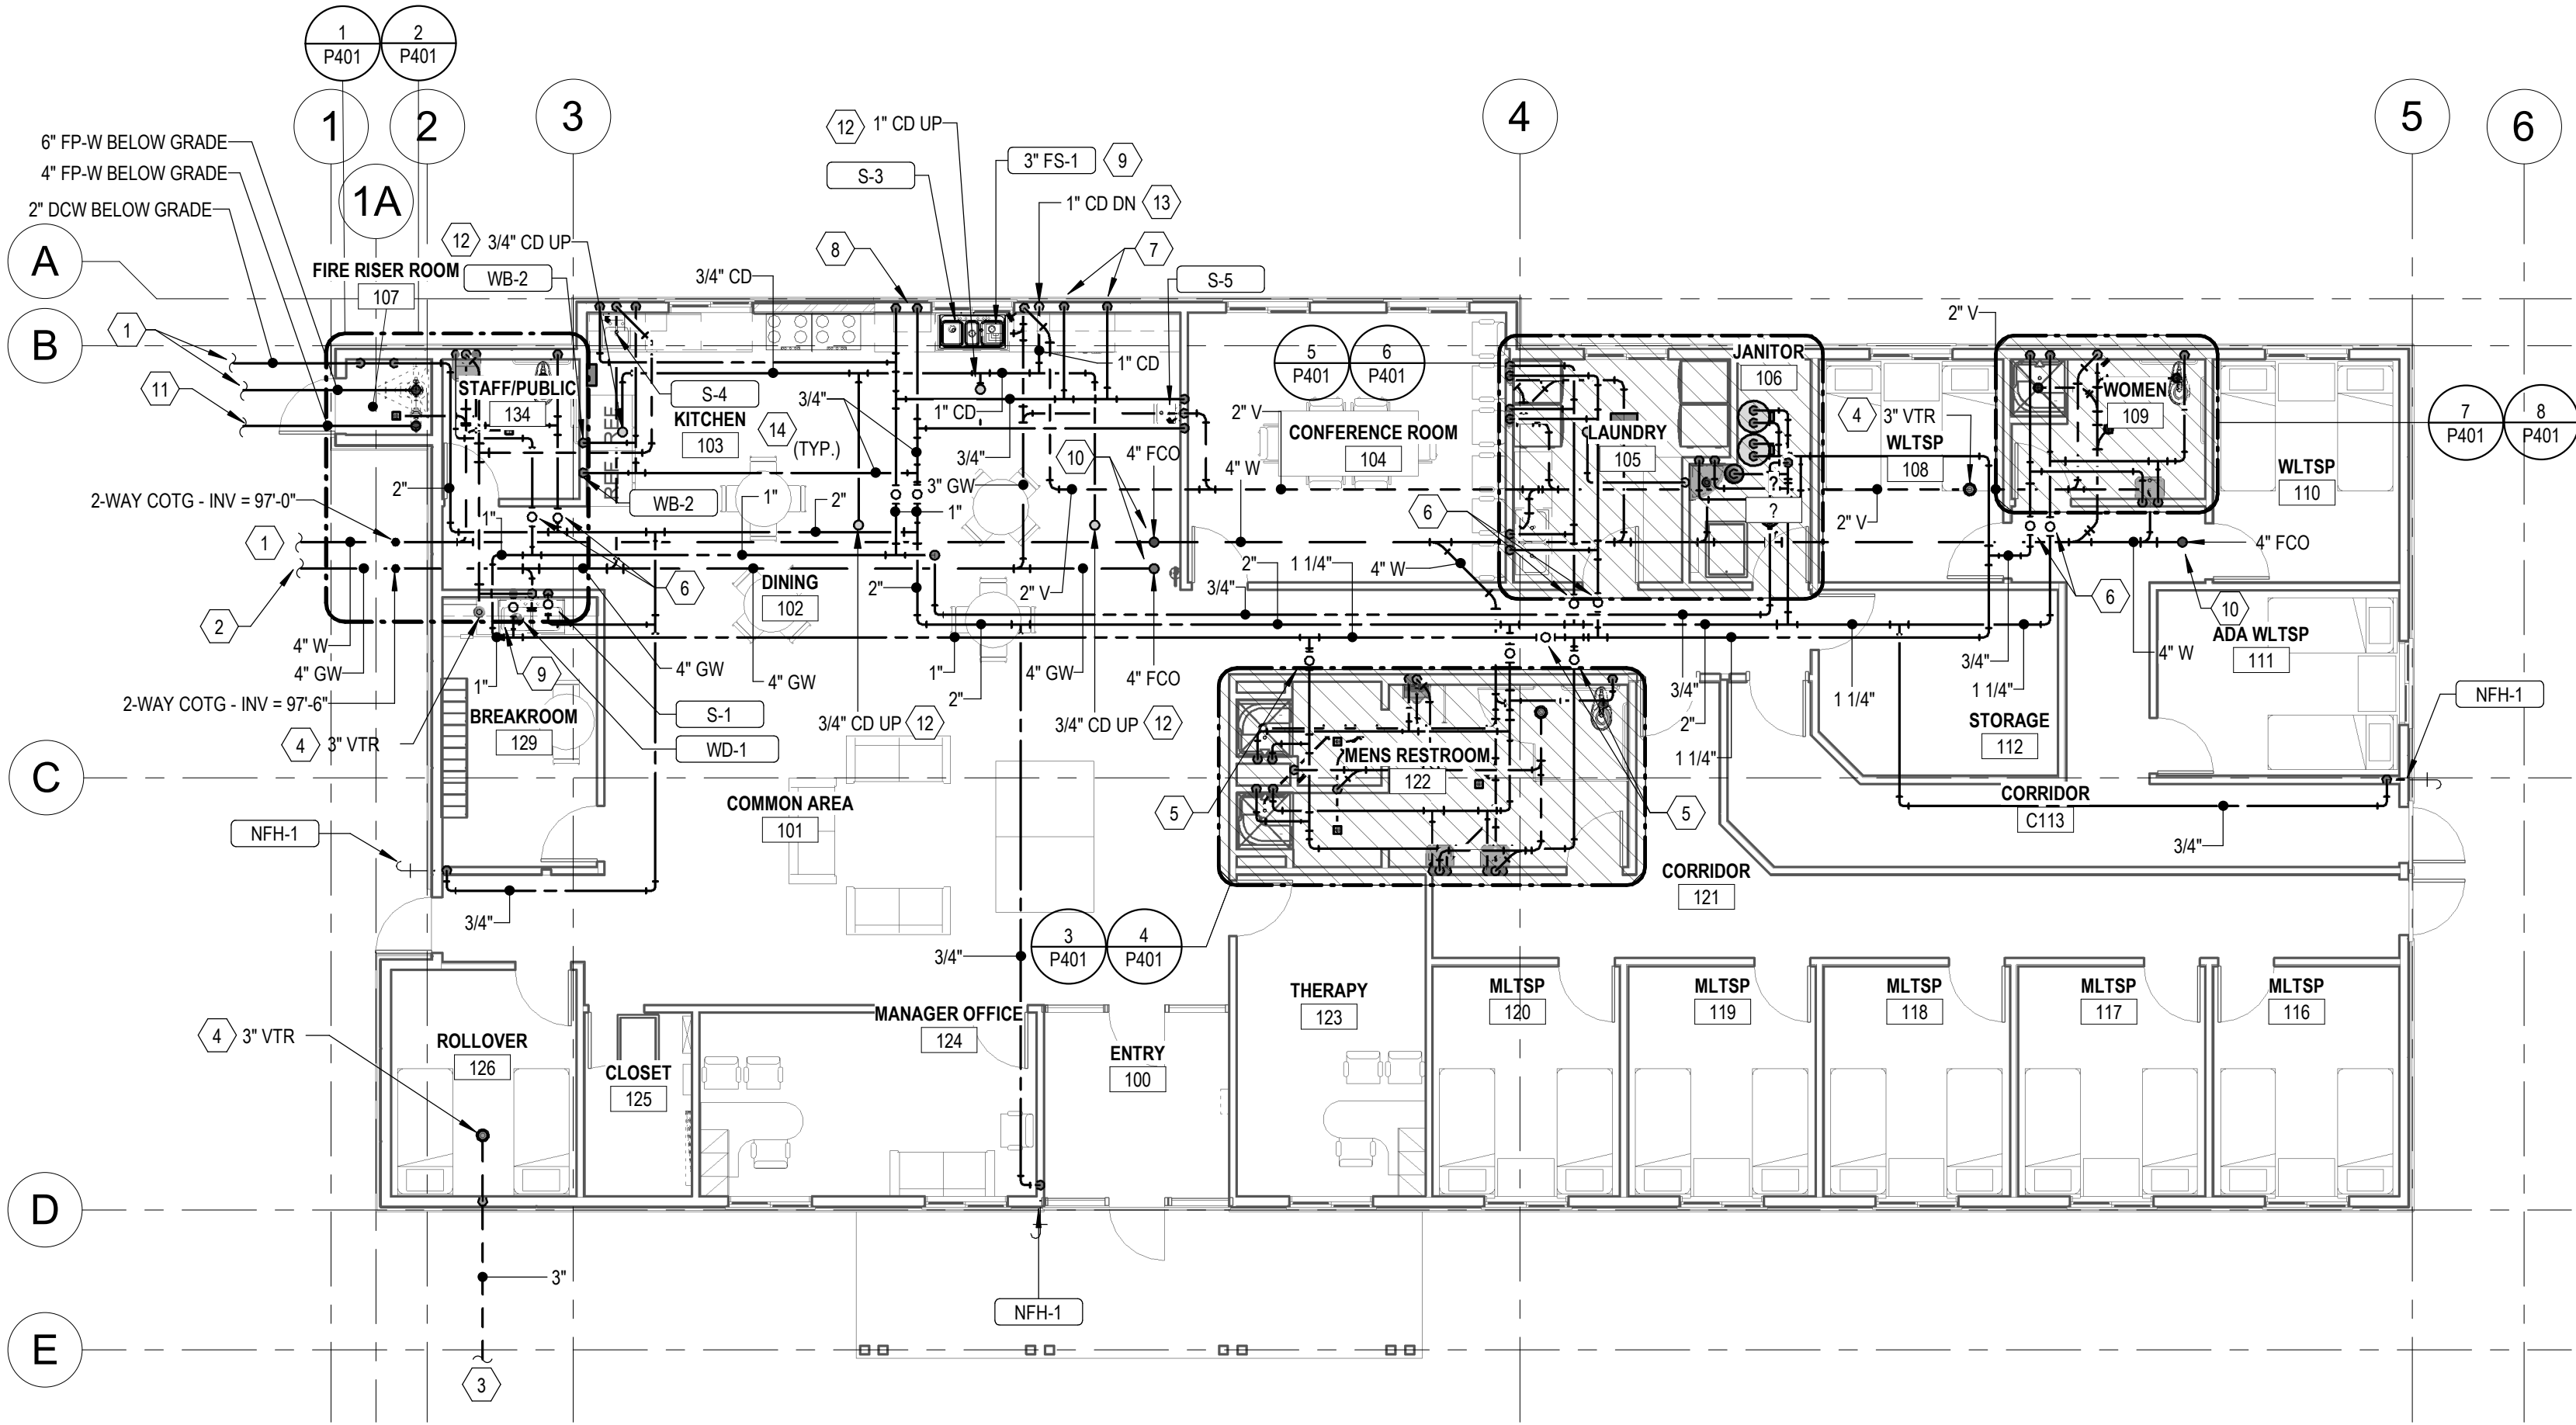 1
P401
2
P401
1
2
3
4
5
6
1A
A
B
C
D
E
6" FP-W BELOW GRADE
4" FP-W BELOW GRADE
2" DCW BELOW GRADE
12
3/4" CD UP
FIRE RISER ROOM
107
WB-2
12
1" CD UP
S-3
3" FS-1
9
1" CD DN
13
8
7
S-5
3/4" CD
1
11
STAFF/PUBLIC
134
S-4
KITCHEN
103
14
(TYP.)
3/4"
1" CD
1" CD
3/4"
REF
REF
WB-2
2"
2-WAY COTG - INV = 97'-0"
1
2
4" W
4" GW
2-WAY COTG - INV = 97'-6"
1"
1"
2"
3" GW
1"
10
4" FCO
4" W
2" V
5
P401
6
P401
CONFERENCE ROOM
104
JANITOR
106
LAUNDRY
105
?
?
4
3" VTR
WLTSP
108
2" V
2" V
WOMEN
109
WLTSP
110
7
P401
8
P401
6
DINING
102
2"
2" V
4" GW
4" FCO
4" GW
4" GW
1"
2"
3/4"
2"
1 1/4"
4" W
6
3/4"
1 1/4"
6
4" W
10
4" FCO
ADA WLTSP
111
1 1/4"
3/4"
2"
1 1/4"
9
1"
4
3" VTR
BREAKROOM
129
S-1
WD-1
3/4" CD UP
12
3/4" CD UP
12
STORAGE
112
NFH-1
MENS RESTROOM
122
5
5
COMMON AREA
101
NFH-1
3/4"
CORRIDOR
C113
3/4"
CORRIDOR
121
3
P401
4
P401
3/4"
THERAPY
123
MLTSP
120
MLTSP
119
MLTSP
118
MLTSP
117
MLTSP
116
MANAGER OFFICE
124
ENTRY
100
4
3" VTR
ROLLOVER
126
CLOSET
125
3"
NFH-1
3